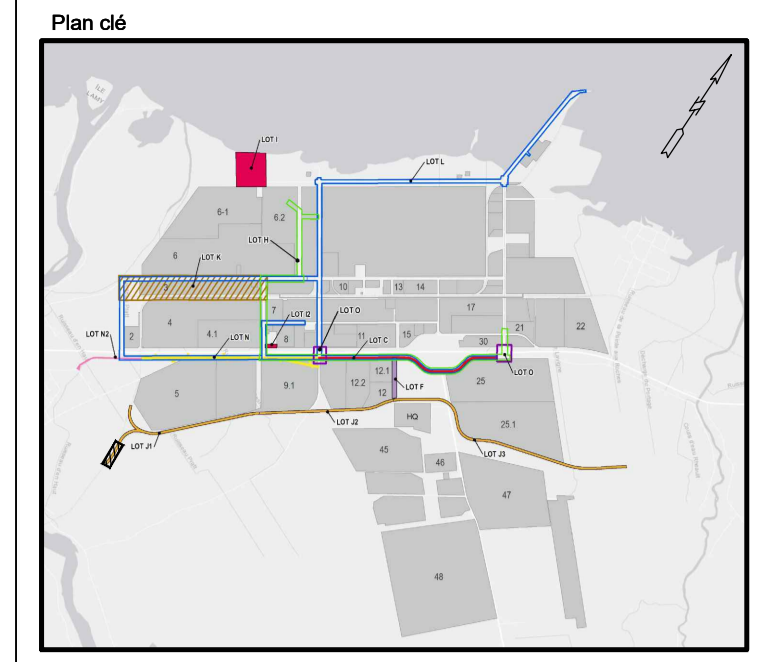 Plan clé
ILE
LAMY
LOT I
LOT L
6-1
6.2
LOT H
6
LOT K
3
10
13
14
7
17
LOT I2
LOT O
4
4.1
2
8
11
15
21
22
30
LOT N2
LOT N
LOT C
LOT O
12.1
25
5
9.1
12.2
12
LOT F
HQ
25.1
LOT J2
LOT J1
LOT J3
45
46
47
48